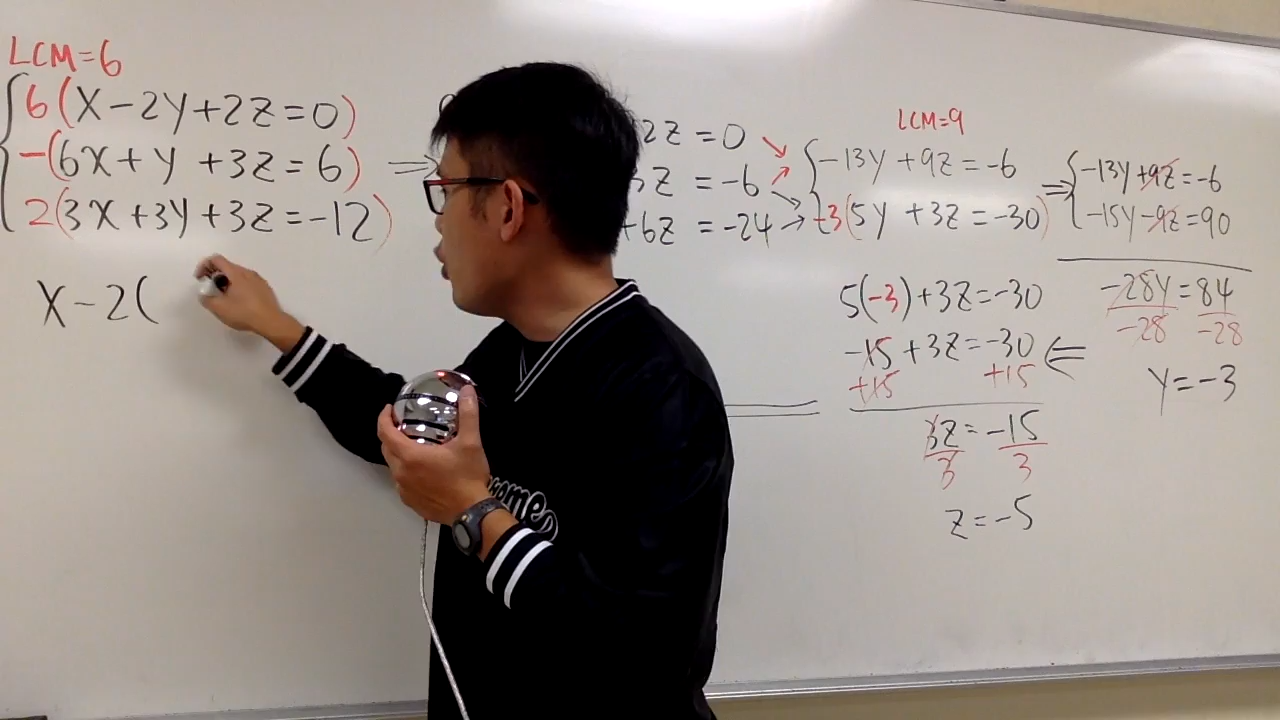 LCM=6
6(X-2Y+2Z=0)
-(6X+Y+3Z=6)
2(3X+3Y+3Z=-12)
X-2(
⇒
2Z=0
Z=-6
+6Z=-24
LCM=9
-13Y+9Z=-6
-3(5Y+3Z=-30)
⇒
-13Y+9Z=-6
-15Y-9Z=90
-28Y=84
-28 -28
Y=-3
⇐
5(-3)+3Z=-30
-15+3Z=-30
+15 +15
3Z=-15
3 3
Z=-5